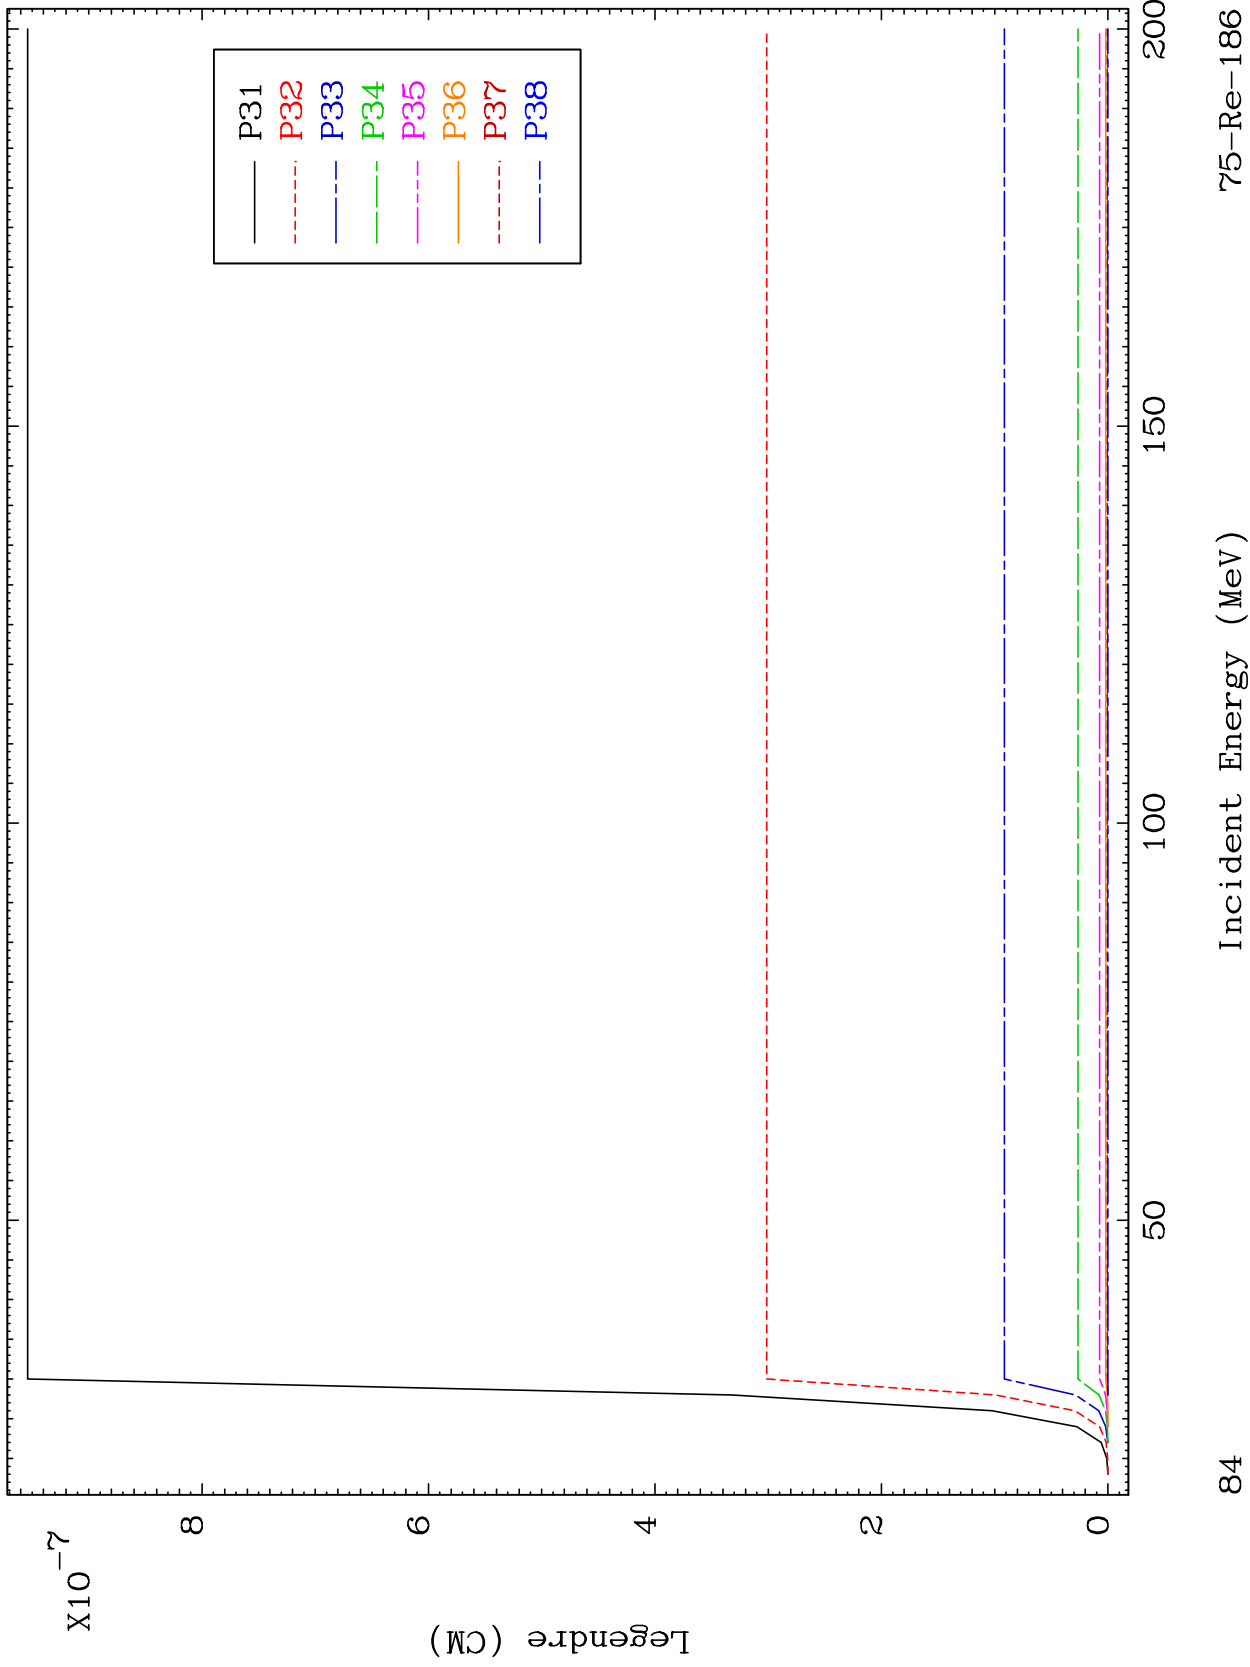 X10-7
Legendre (CM)
8
6
4
2
0
P31
P32
P33
P34
P35
P36
P37
P38
50
100
150
200
Incident Energy (MeV)
84
75-Re-186